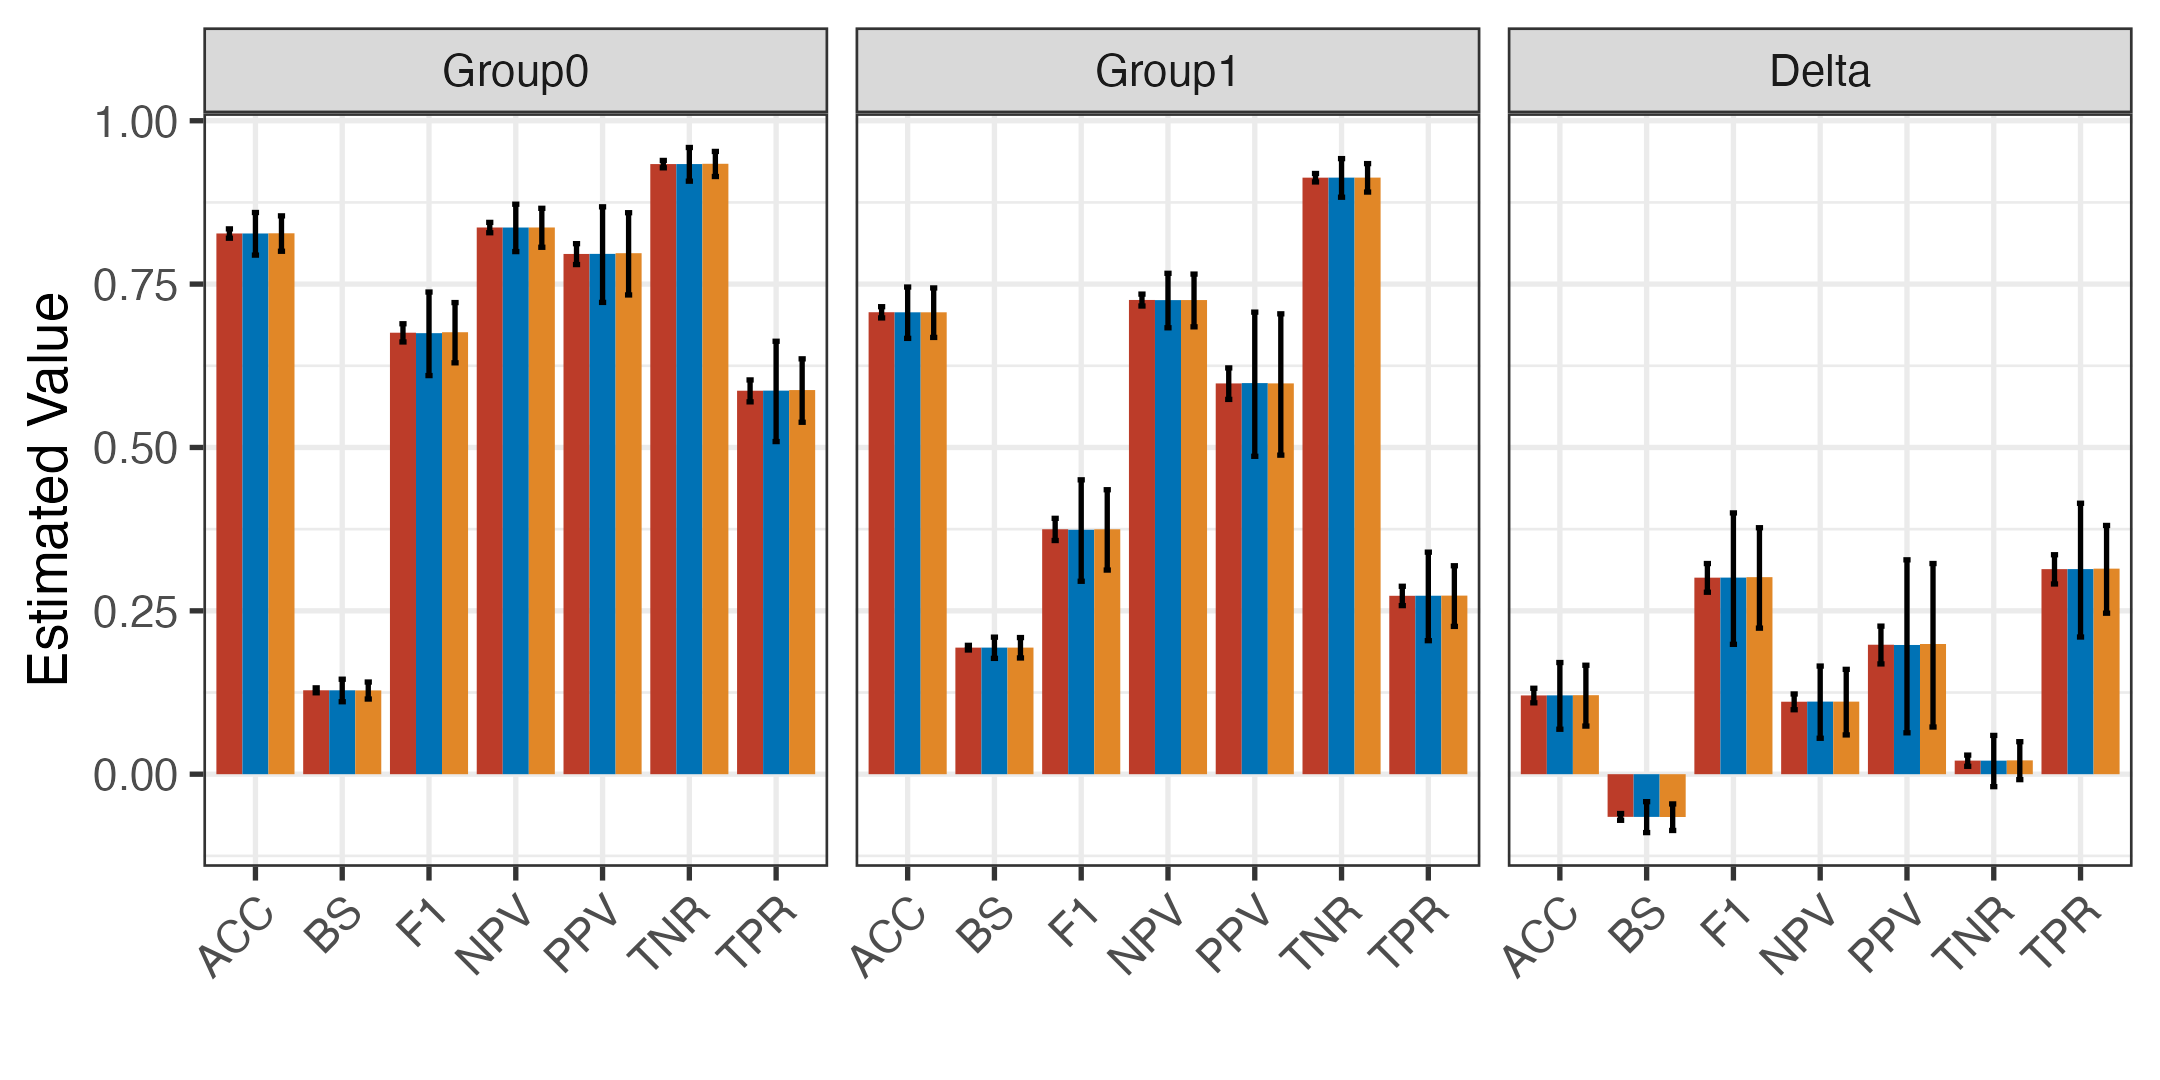 Group0
Group1
Delta
Estimated Value
1.00
0.75
0.50
0.25
0.00
ACC
BS
F1
NPV
PPV
TNR
TPR
ACC
BS
F1
NPV
PPV
TNR
TPR
ACC
BS
F1
NPV
PPV
TNR
TPR